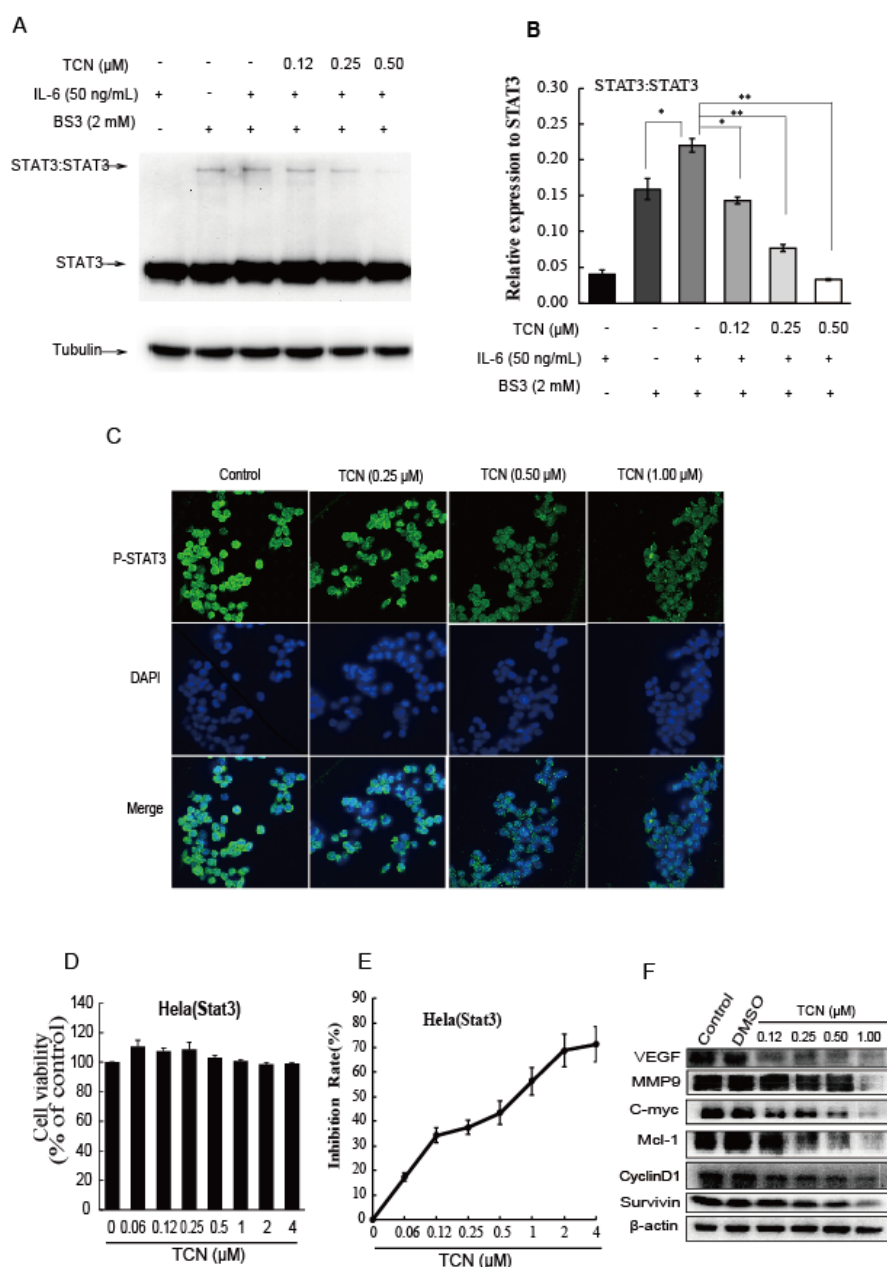 A
TCN (µM) - - - 0.12 0.25 0.50
IL-6 (50 ng/mL) + - + + + +
BS3 (2 mM) - + + + + +
STAT3:STAT3
STAT3
Tubulin
B
STAT3:STAT3
Relative expression to STAT3
0.30
0.25
0.20
0.15
0.10
0.05
0.00
* * ** **
TCN (µM) - - - 0.12 0.25 0.50
IL-6 (50 ng/mL) + - + + + +
BS3 (2 mM) - + + + + +
C
Control TCN (0.25 µM) TCN (0.50 µM) TCN (1.00 µM)
P-STAT3
DAPI
Merge
D
Hela(Stat3)
Cell viability
(% of control)
140
120
100
80
60
40
20
0
0 0.06 0.12 0.25 0.5 1 2 4
TCN (µM)
E
Hela(Stat3)
Inhibition Rate(%)
90
80
70
60
50
40
30
20
10
0
0 0.06 0.12 0.25 0.5 1 2 4
TCN (µM)
F
Control DMSO TCN (µM)
0.12 0.25 0.50 1.00
VEGF
MMP9
C-myc
Mcl-1
CyclinD1
Survivin
β-actin